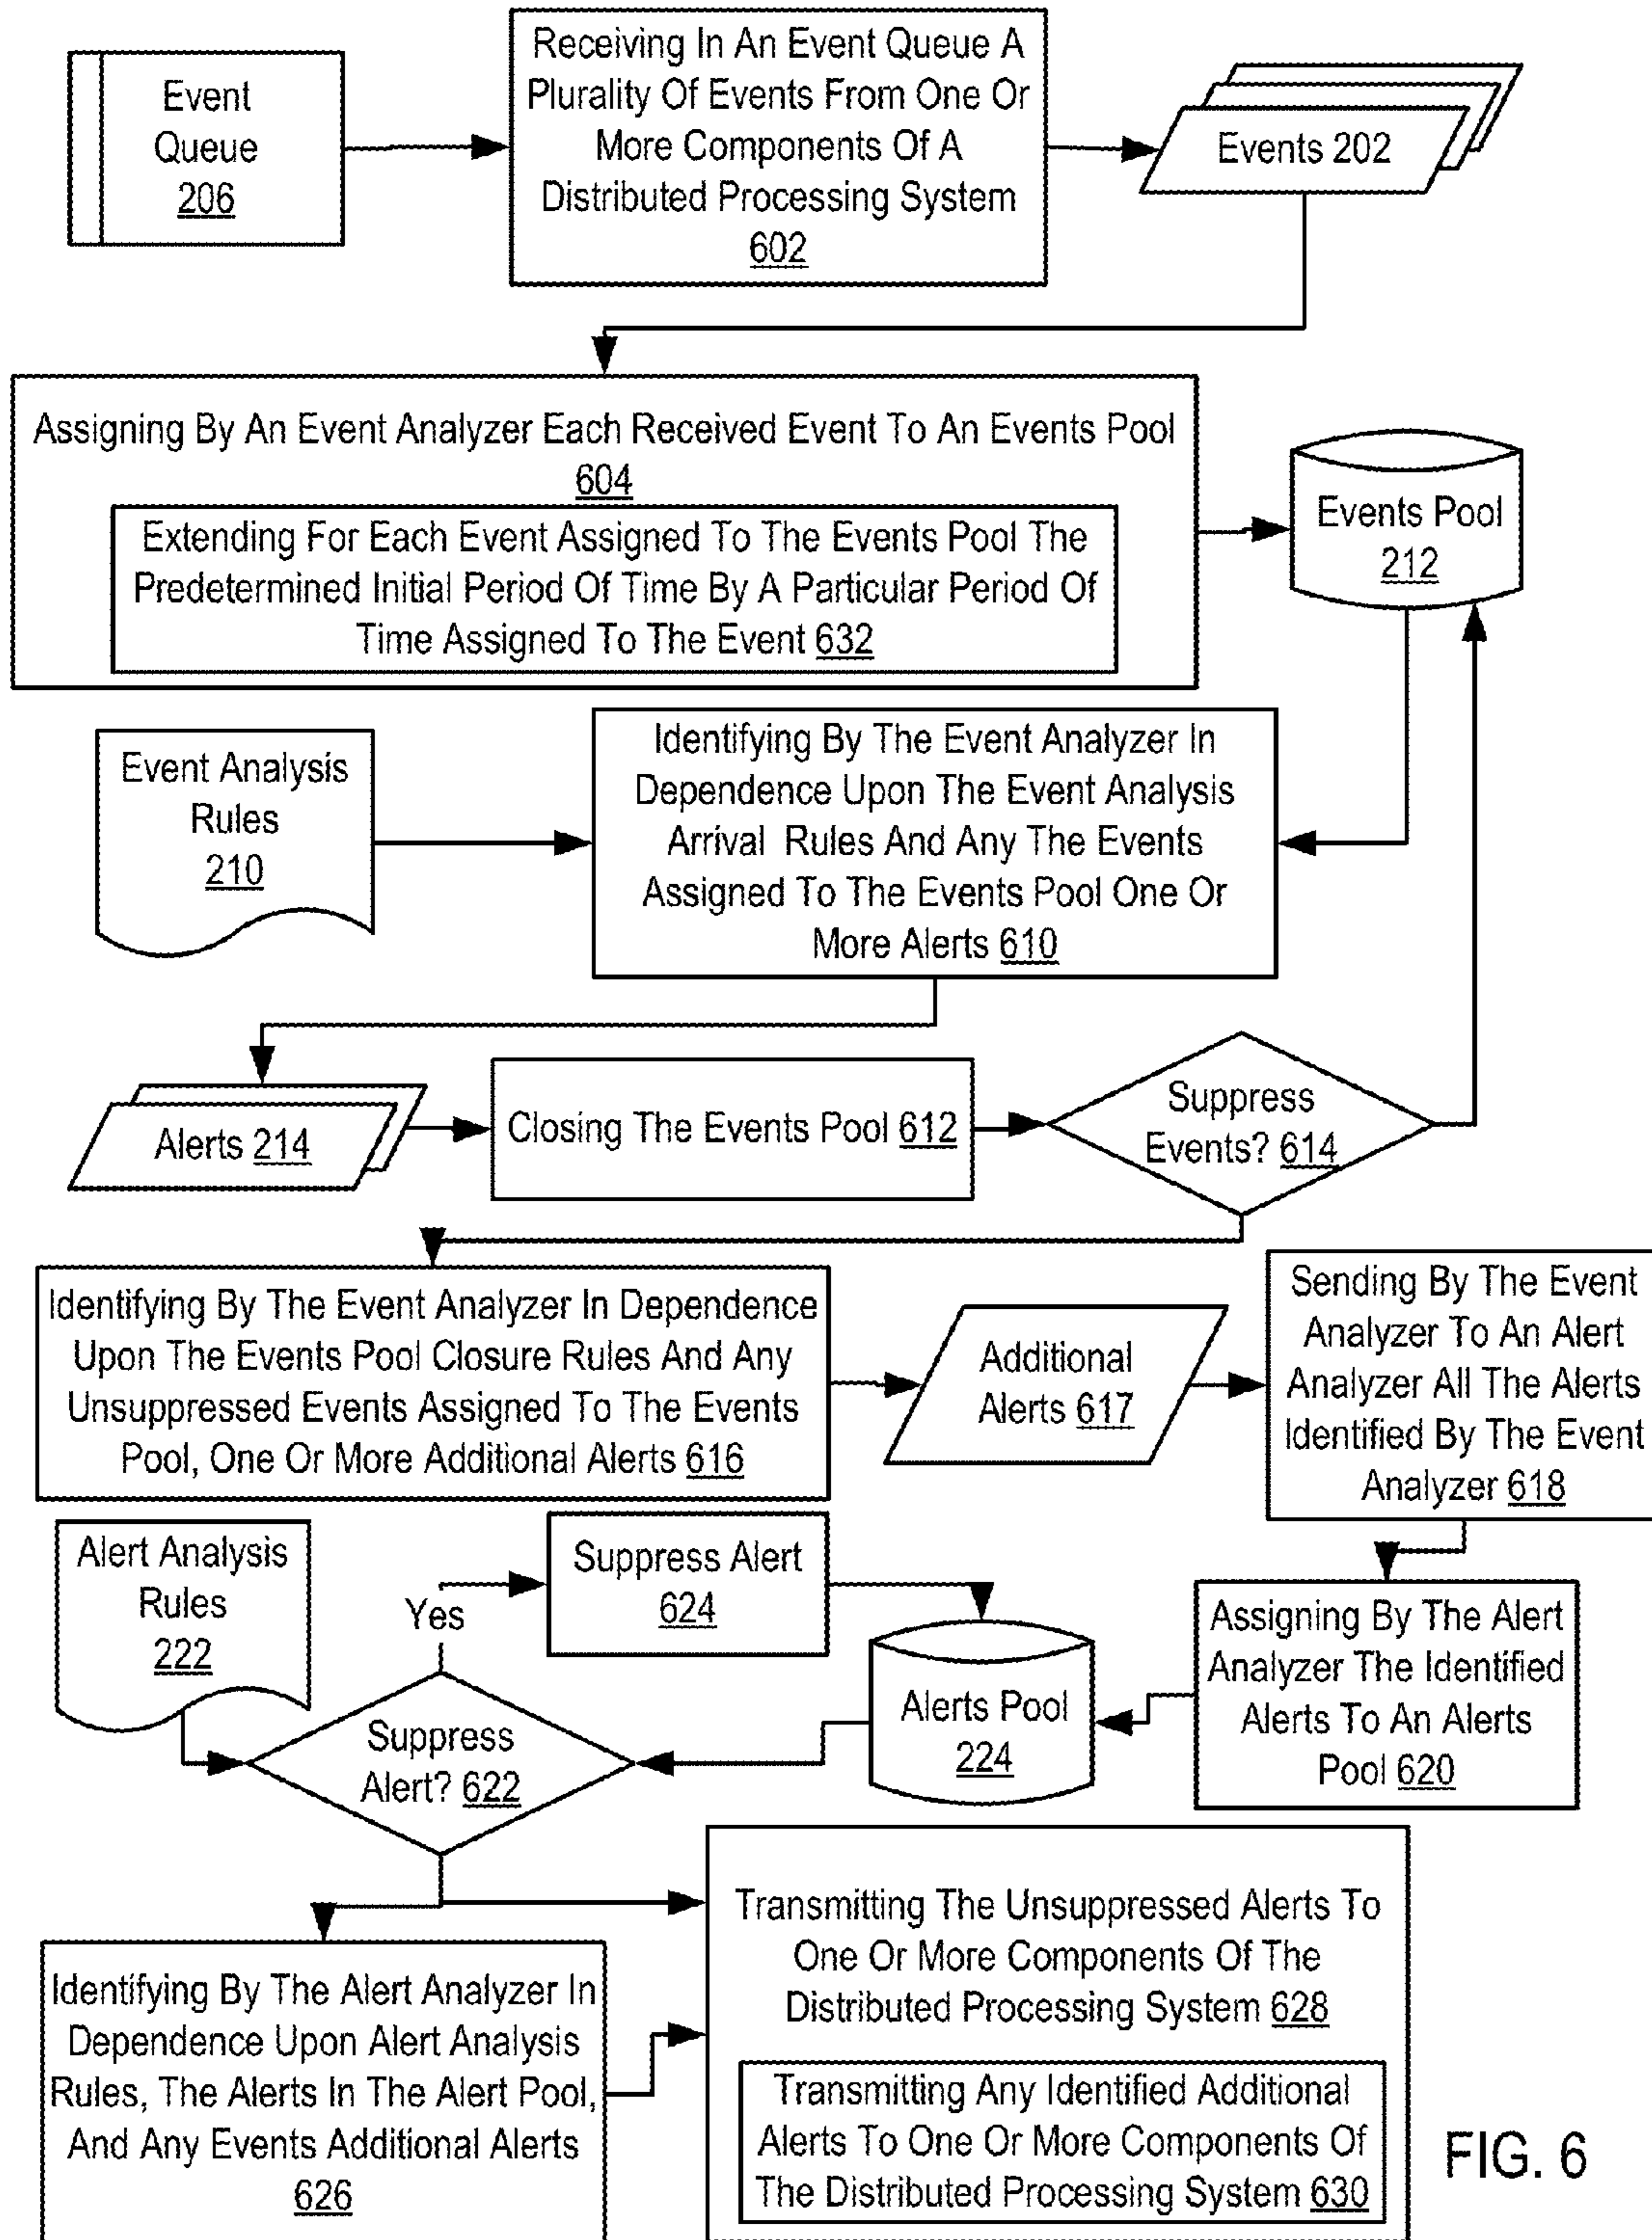 Event
Queue
206
Receiving In An Event Queue A
Plurality Of Events From One Or
More Components Of A
Distributed Processing System
602
Events 202
Assigning By An Event Analyzer Each Received Event To An Events Pool
604
Extending For Each Event Assigned To The Events Pool The
Predetermined Initial Period Of Time By A Particular Period Of
Time Assigned To The Event 632
Events Pool
212
Event Analysis
Rules
210
Identifying By The Event Analyzer In
Dependence Upon The Event Analysis
Arrival Rules And Any The Events
Assigned To The Events Pool One Or
More Alerts 610
Alerts 214
Closing The Events Pool 612
Suppress
Events? 614
Identifying By The Event Analyzer In Dependence
Upon The Events Pool Closure Rules And Any
Unsuppressed Events Assigned To The Events
Pool, One Or More Additional Alerts 616
Additional
Alerts 617
Sending By The Event
Analyzer To An Alert
Analyzer All The Alerts
Identified By The Event
Analyzer 618
Alert Analysis
Rules
222
Yes
Suppress Alert
624
Suppress
Alert? 622
Alerts Pool
224
Assigning By The Alert
Analyzer The Identified
Alerts To An Alerts
Pool 620
Identifying By The Alert Analyzer In
Dependence Upon Alert Analysis
Rules, The Alerts In The Alert Pool,
And Any Events Additional Alerts
626
Transmitting The Unsuppressed Alerts To
One Or More Components Of The
Distributed Processing System 628
Transmitting Any Identified Additional
Alerts To One Or More Components Of
The Distributed Processing System 630
FIG. 6